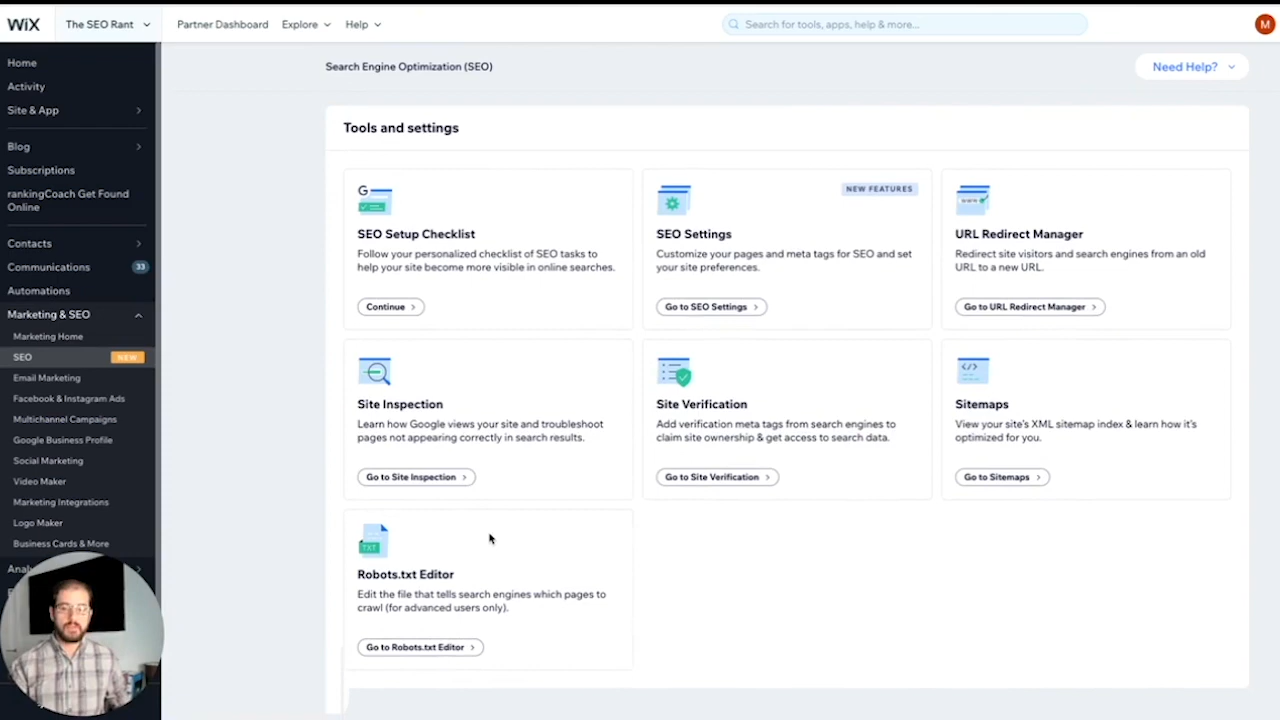 WiX
The SEO Rant
Partner Dashboard
Explore
Help
Search for tools, apps, help & more...
M
Home
Activity
Site & App
Blog
Subscriptions
rankingCoach Get Found
Online
Contacts
Communications
33
Automations
Marketing & SEO
Marketing Home
SEO
NEW
Email Marketing
Facebook & Instagram Ads
Multichannel Campaigns
Google Business Profile
Social Marketing
Video Maker
Marketing Integrations
Logo Maker
Business Cards & More
Search Engine Optimization (SEO)
Need Help?
Tools and settings
G
SEO Setup Checklist
Follow your personalized checklist of SEO tasks to
help your site become more visible in online searches.
Continue
NEW FEATURES
SEO Settings
Customize your pages and meta tags for SEO and set
your site preferences.
Go to SEO Settings
URL Redirect Manager
Redirect site visitors and search engines from an old
URL to a new URL.
Go to URL Redirect Manager
Site Inspection
Learn how Google views your site and troubleshoot
pages not appearing correctly in search results.
Go to Site Inspection
Site Verification
Add verification meta tags from search engines to
claim site ownership & get access to search data.
Go to Site Verification
</>
Sitemaps
View your site's XML sitemap index & learn how it's
optimized for you.
Go to Sitemaps
TXT
Robots.txt Editor
Edit the file that tells search engines which pages to
crawl (for advanced users only).
Go to Robots.txt Editor